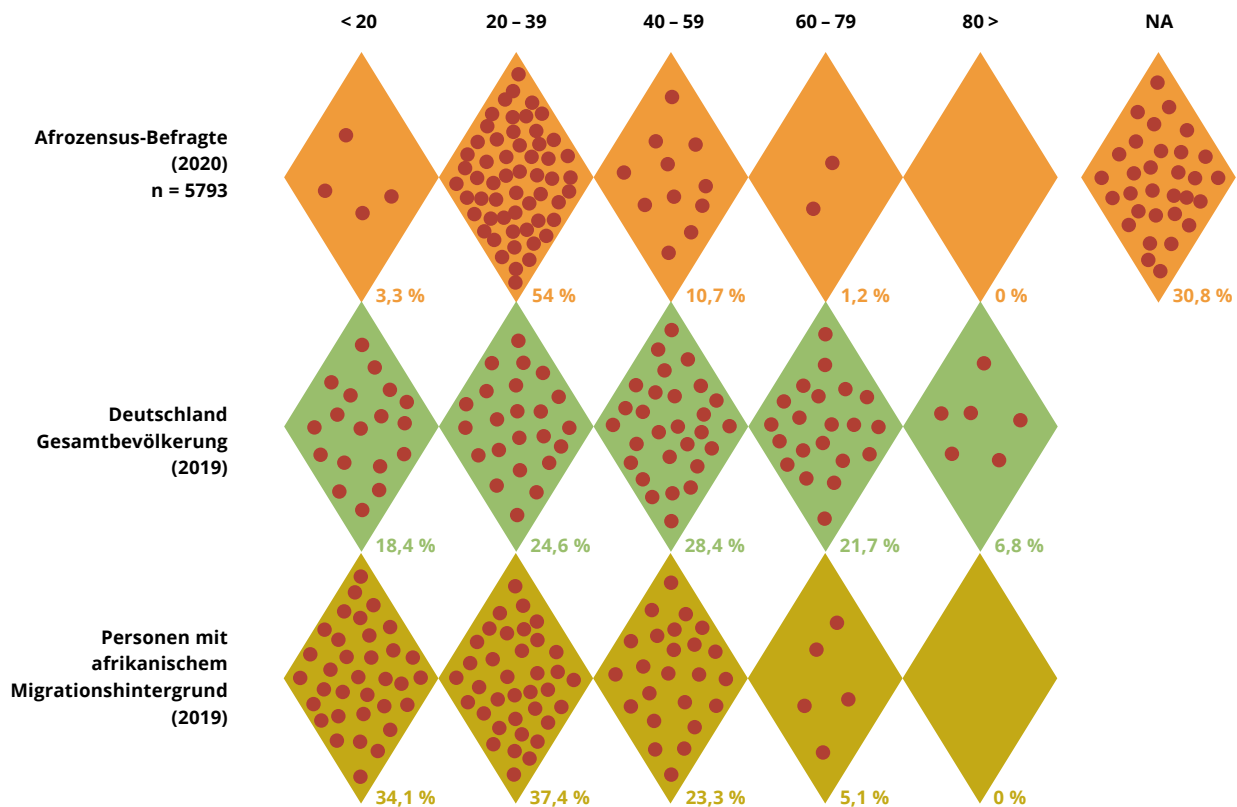 < 20 20 – 39 40 – 59 60 – 79 80 > NA
Afrozensus-Befragte
(2020)
n = 5793
3,3 % 54 % 10,7 % 1,2 % 0 % 30,8 %
Deutschland
Gesamtbevölkerung
(2019)
18,4 % 24,6 % 28,4 % 21,7 % 6,8 %
Personen mit
afrikanischem
Migrationshintergrund
(2019)
34,1 % 37,4 % 23,3 % 5,1 % 0 %